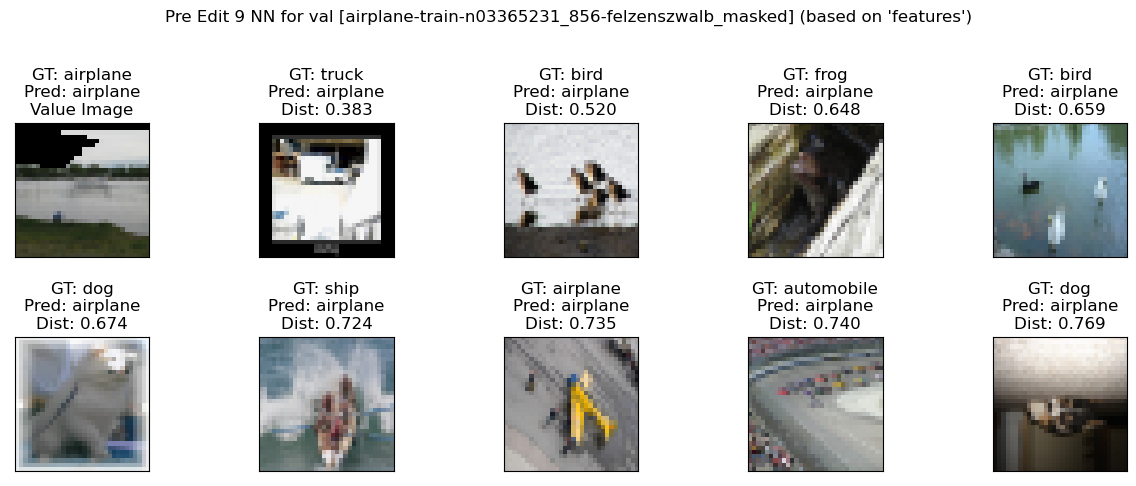 Pre Edit 9 NN for val [airplane-train-n03365231_856-felzenszwalb_masked] (based on 'features')
GT: airplane
Pred: airplane
Value Image
GT: truck
Pred: airplane
Dist: 0.383
GT: bird
Pred: airplane
Dist: 0.520
GT: frog
Pred: airplane
Dist: 0.648
GT: bird
Pred: airplane
Dist: 0.659
GT: dog
Pred: airplane
Dist: 0.674
GT: ship
Pred: airplane
Dist: 0.724
GT: airplane
Pred: airplane
Dist: 0.735
GT: automobile
Pred: airplane
Dist: 0.740
GT: dog
Pred: airplane
Dist: 0.769